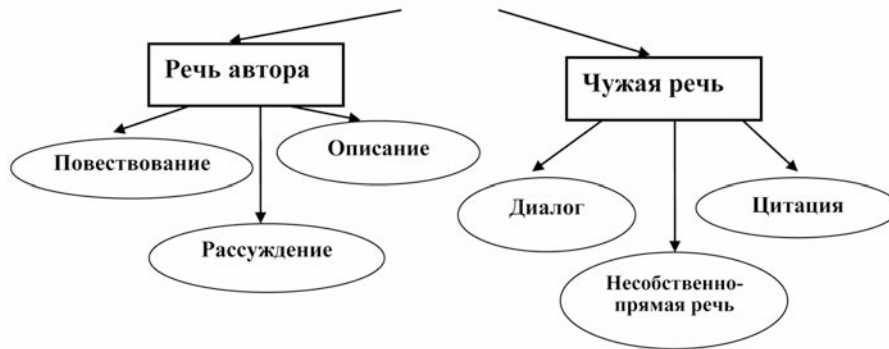 Речь автора
Чужая речь
Повествование
Описание
Рассуждение
Диалог
Цитация
Несобственно-
прямая речь